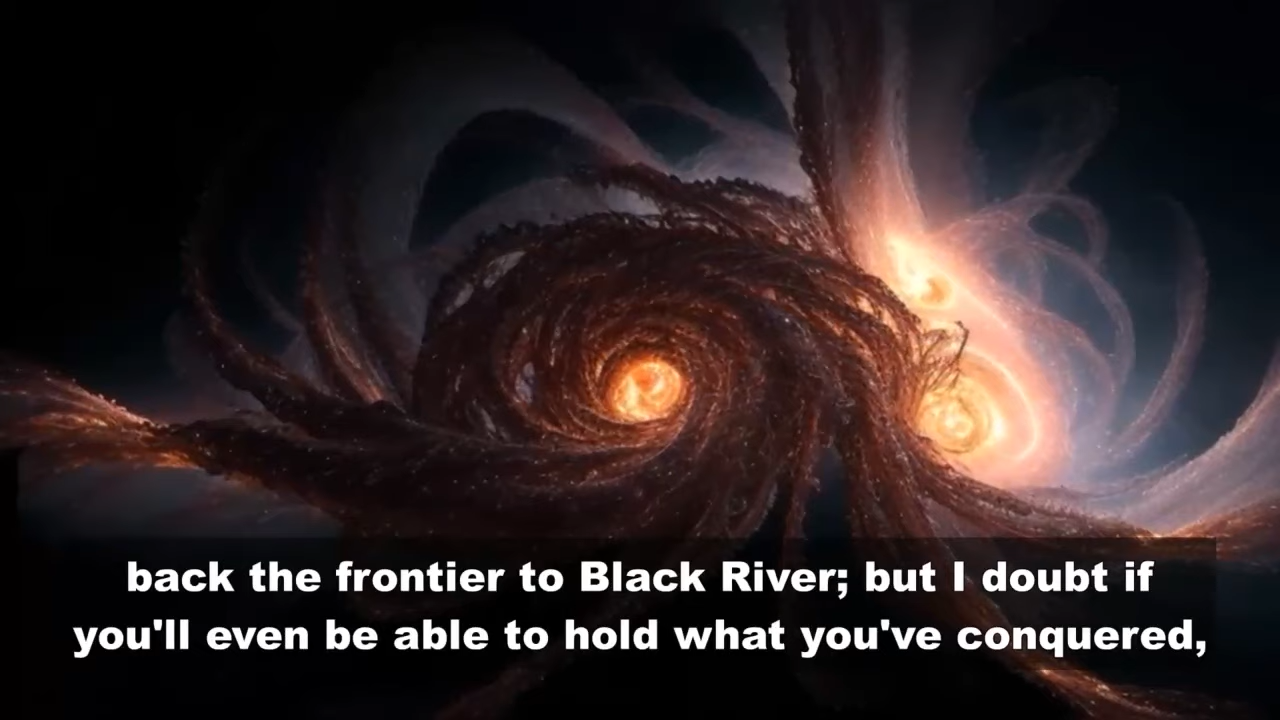 back the frontier to Black River; but I doubt if
you'll even be able to hold what you've conquered,